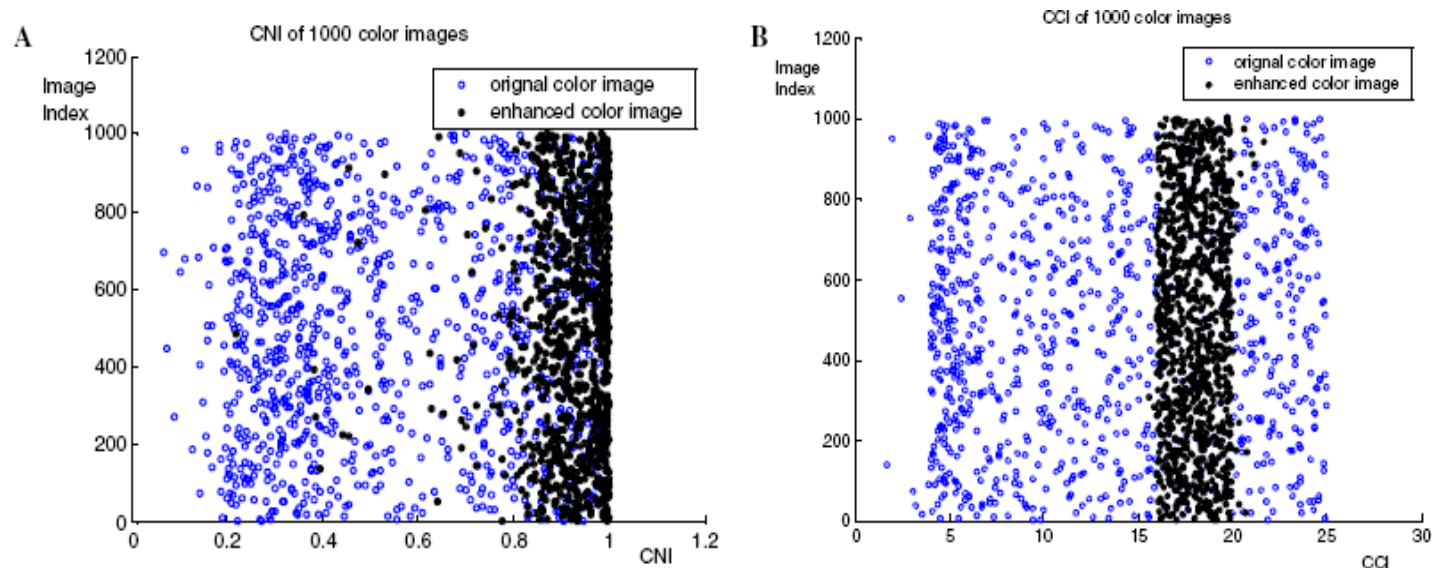 A
CNI of 1000 color images
1200
Image
Index
orignal color image
enhanced color image
1000
800
600
400
200
0
0 0.2 0.4 0.6 0.8 1 1.2
CNI
B
CCI of 1000 color images
1200
Image
Index
orignal color image
enhanced color image
1000
800
600
400
200
0
0 5 10 15 20 25 30
CCI